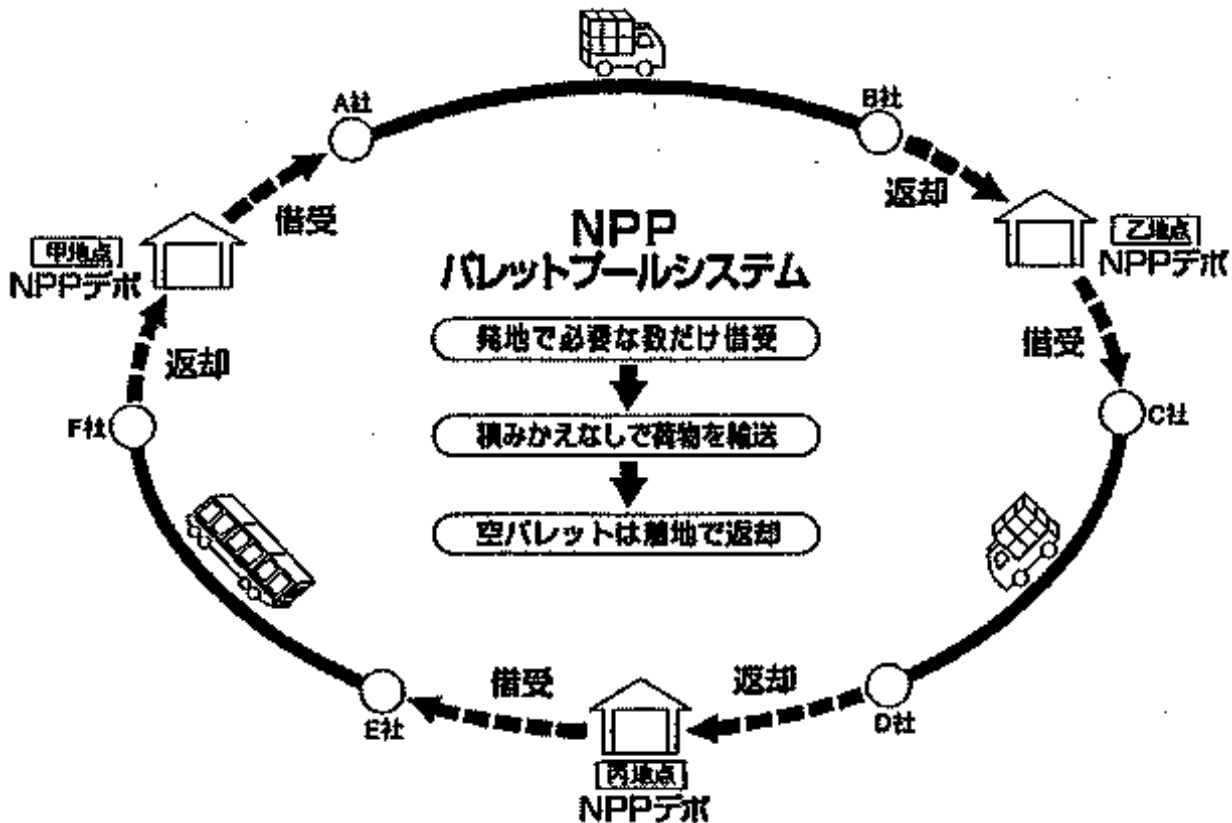 A社
B社
借受
返却
甲地点
NPPデポ
乙地点
NPPデポ
NPP
パレットプールシステム
発地で必要な数だけ借受
積みかえなしで荷物を輸送
空パレットは着地で返却
返却
借受
F社
C社
借受
返却
E社
D社
丙地点
NPPデポ